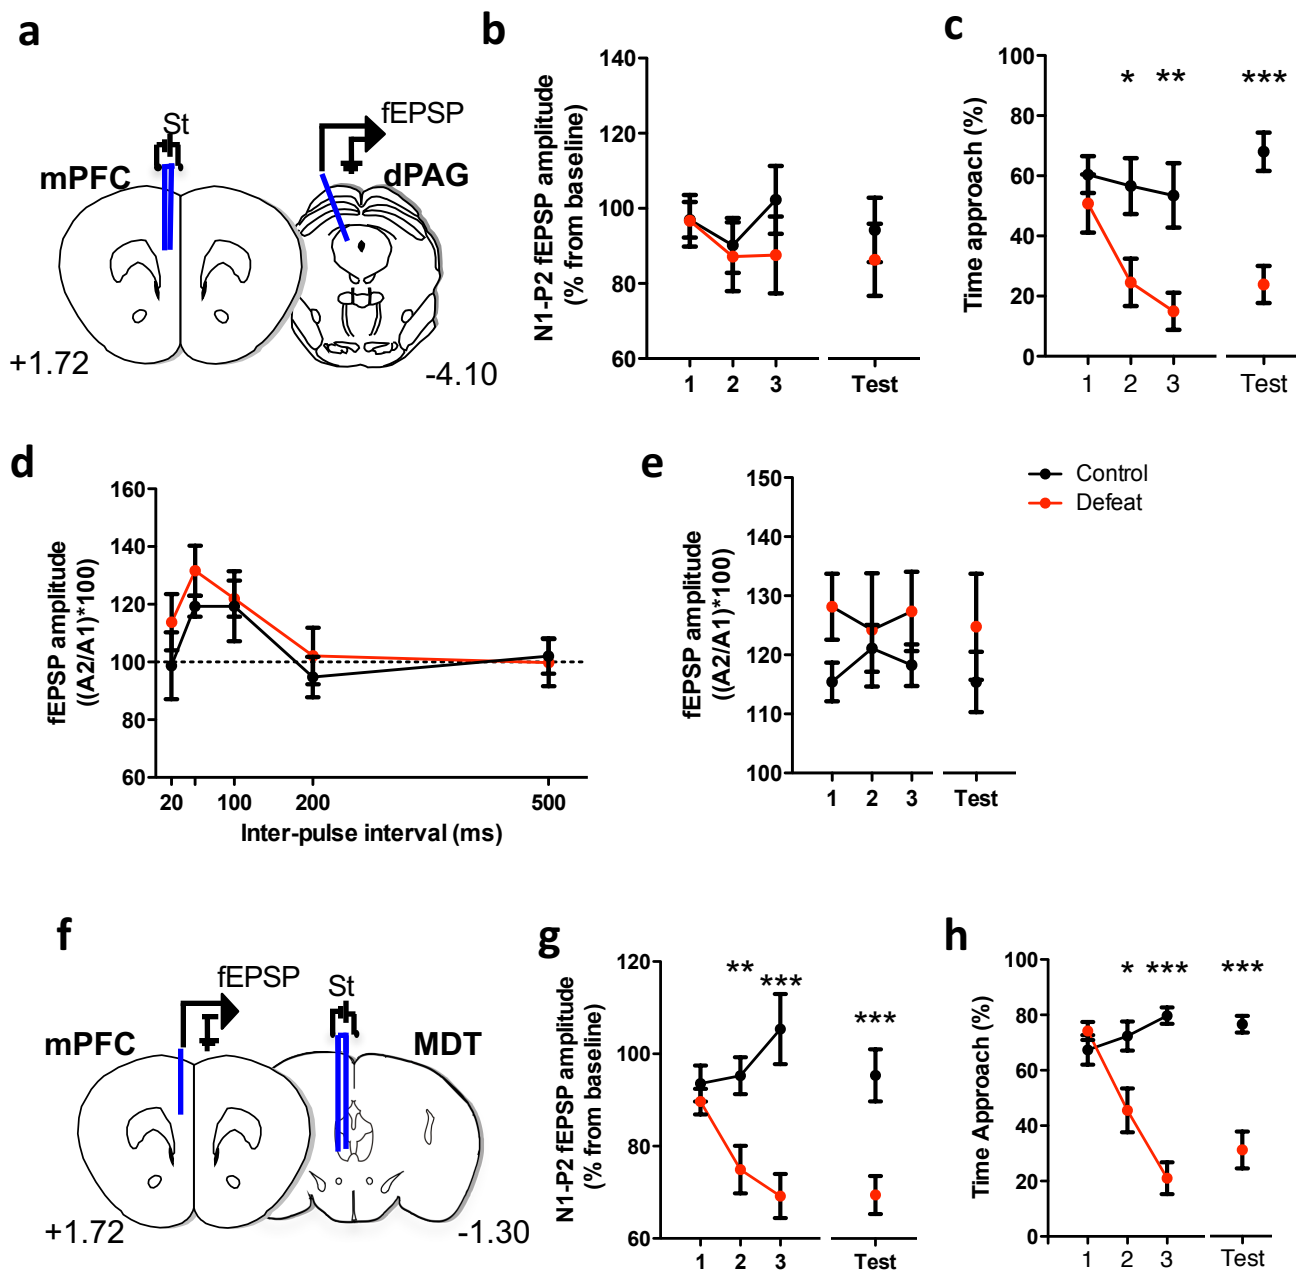 a
St
fEPSP
mPFC
dPAG
+1.72
-4.10
b
N1-P2 fEPSP amplitude
(% from baseline)
140
120
100
80
60
1
2
3
Test
c
Time approach (%)
100
80
60
40
20
0
*
**
***
1
2
3
Test
d
fEPSP amplitude
((A2/A1)*100)
160
140
120
100
80
60
20
100
200
500
Inter-pulse interval (ms)
e
fEPSP amplitude
((A2/A1)*100)
150
140
130
120
110
100
1
2
3
Test
Control
Defeat
f
fEPSP
St
mPFC
MDT
+1.72
-1.30
g
N1-P2 fEPSP amplitude
(% from baseline)
120
100
80
60
**
***
***
1
2
3
Test
h
Time Approach (%)
100
80
60
40
20
0
*
***
***
1
2
3
Test